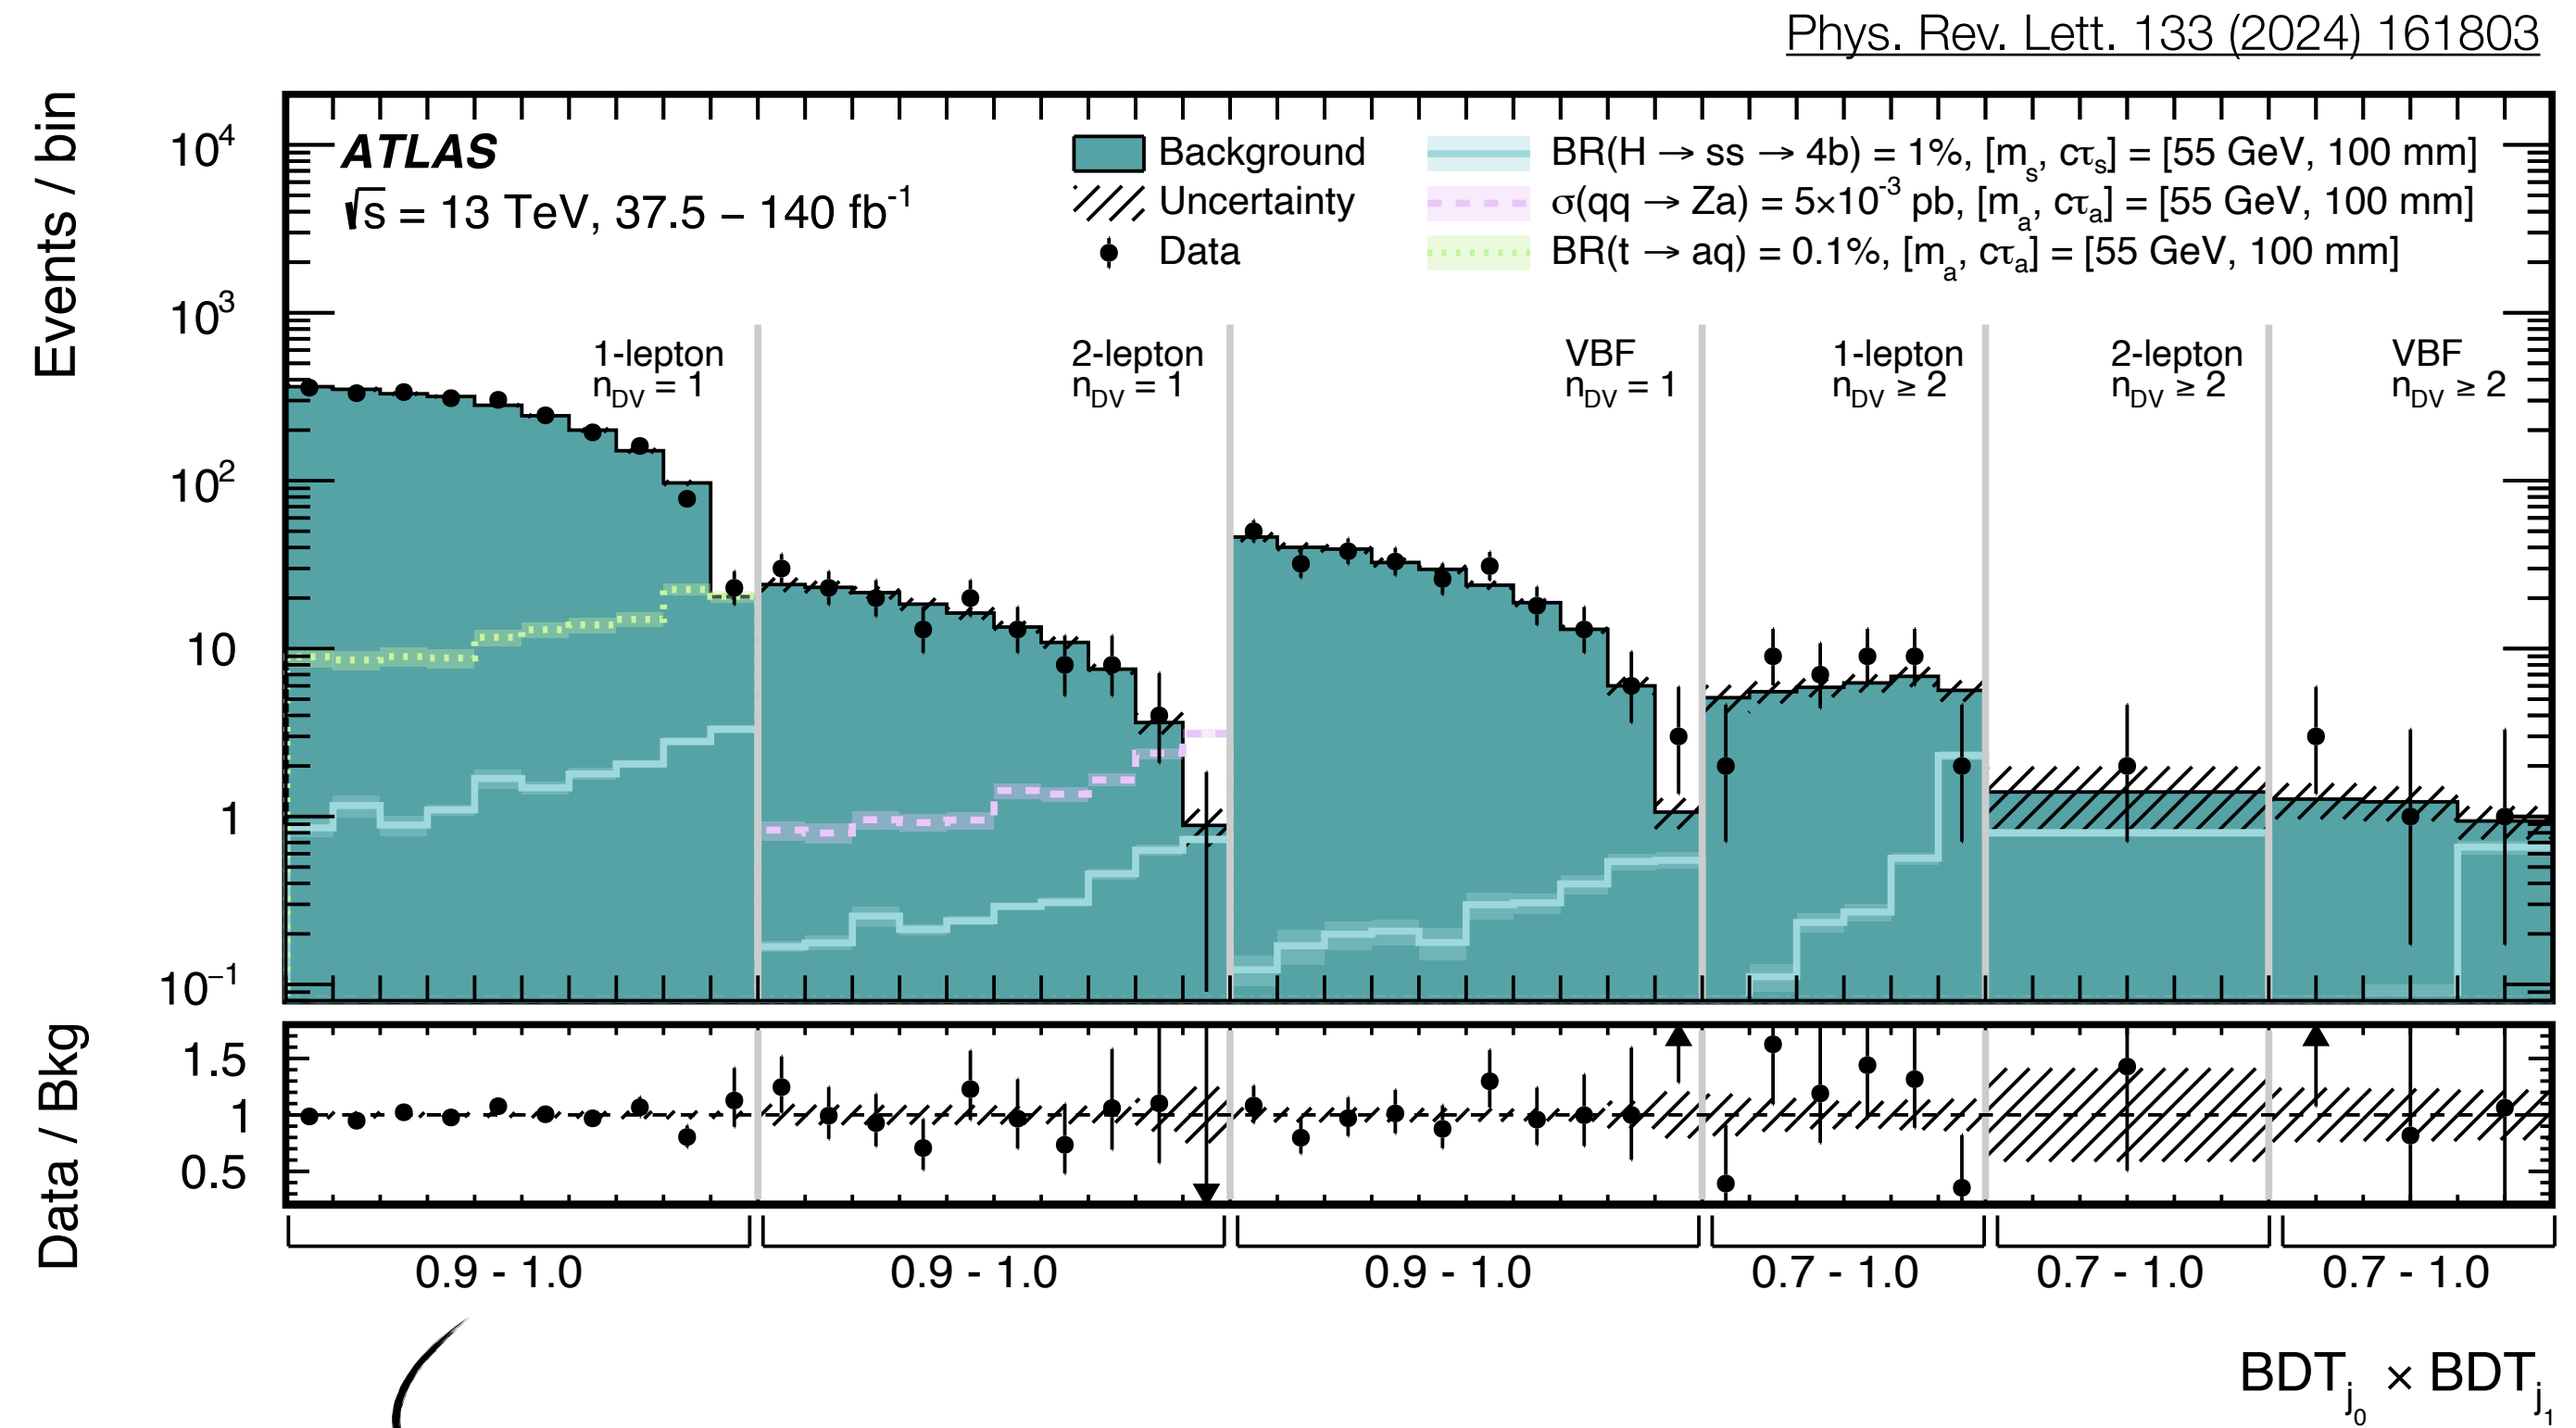 Phys. Rev. Lett. 133 (2024) 161803
Events / bin
10⁴
10³
10²
10
1
10⁻¹
ATLAS
√s = 13 TeV, 37.5 – 140 fb⁻¹
Background
Uncertainty
Data
BR(H → ss → 4b) = 1%, [mₛ, cτₛ] = [55 GeV, 100 mm]
σ(qq → Za) = 5×10⁻³ pb, [mₐ, cτₐ] = [55 GeV, 100 mm]
BR(t → aq) = 0.1%, [mₐ, cτₐ] = [55 GeV, 100 mm]
1-lepton
n_DV = 1
2-lepton
n_DV = 1
VBF
n_DV = 1
1-lepton
n_DV ≥ 2
2-lepton
n_DV ≥ 2
VBF
n_DV ≥ 2
Data / Bkg
1.5
1
0.5
0.9 - 1.0
0.9 - 1.0
0.9 - 1.0
0.7 - 1.0
0.7 - 1.0
0.7 - 1.0
BDT_j₀ × BDT_j₁